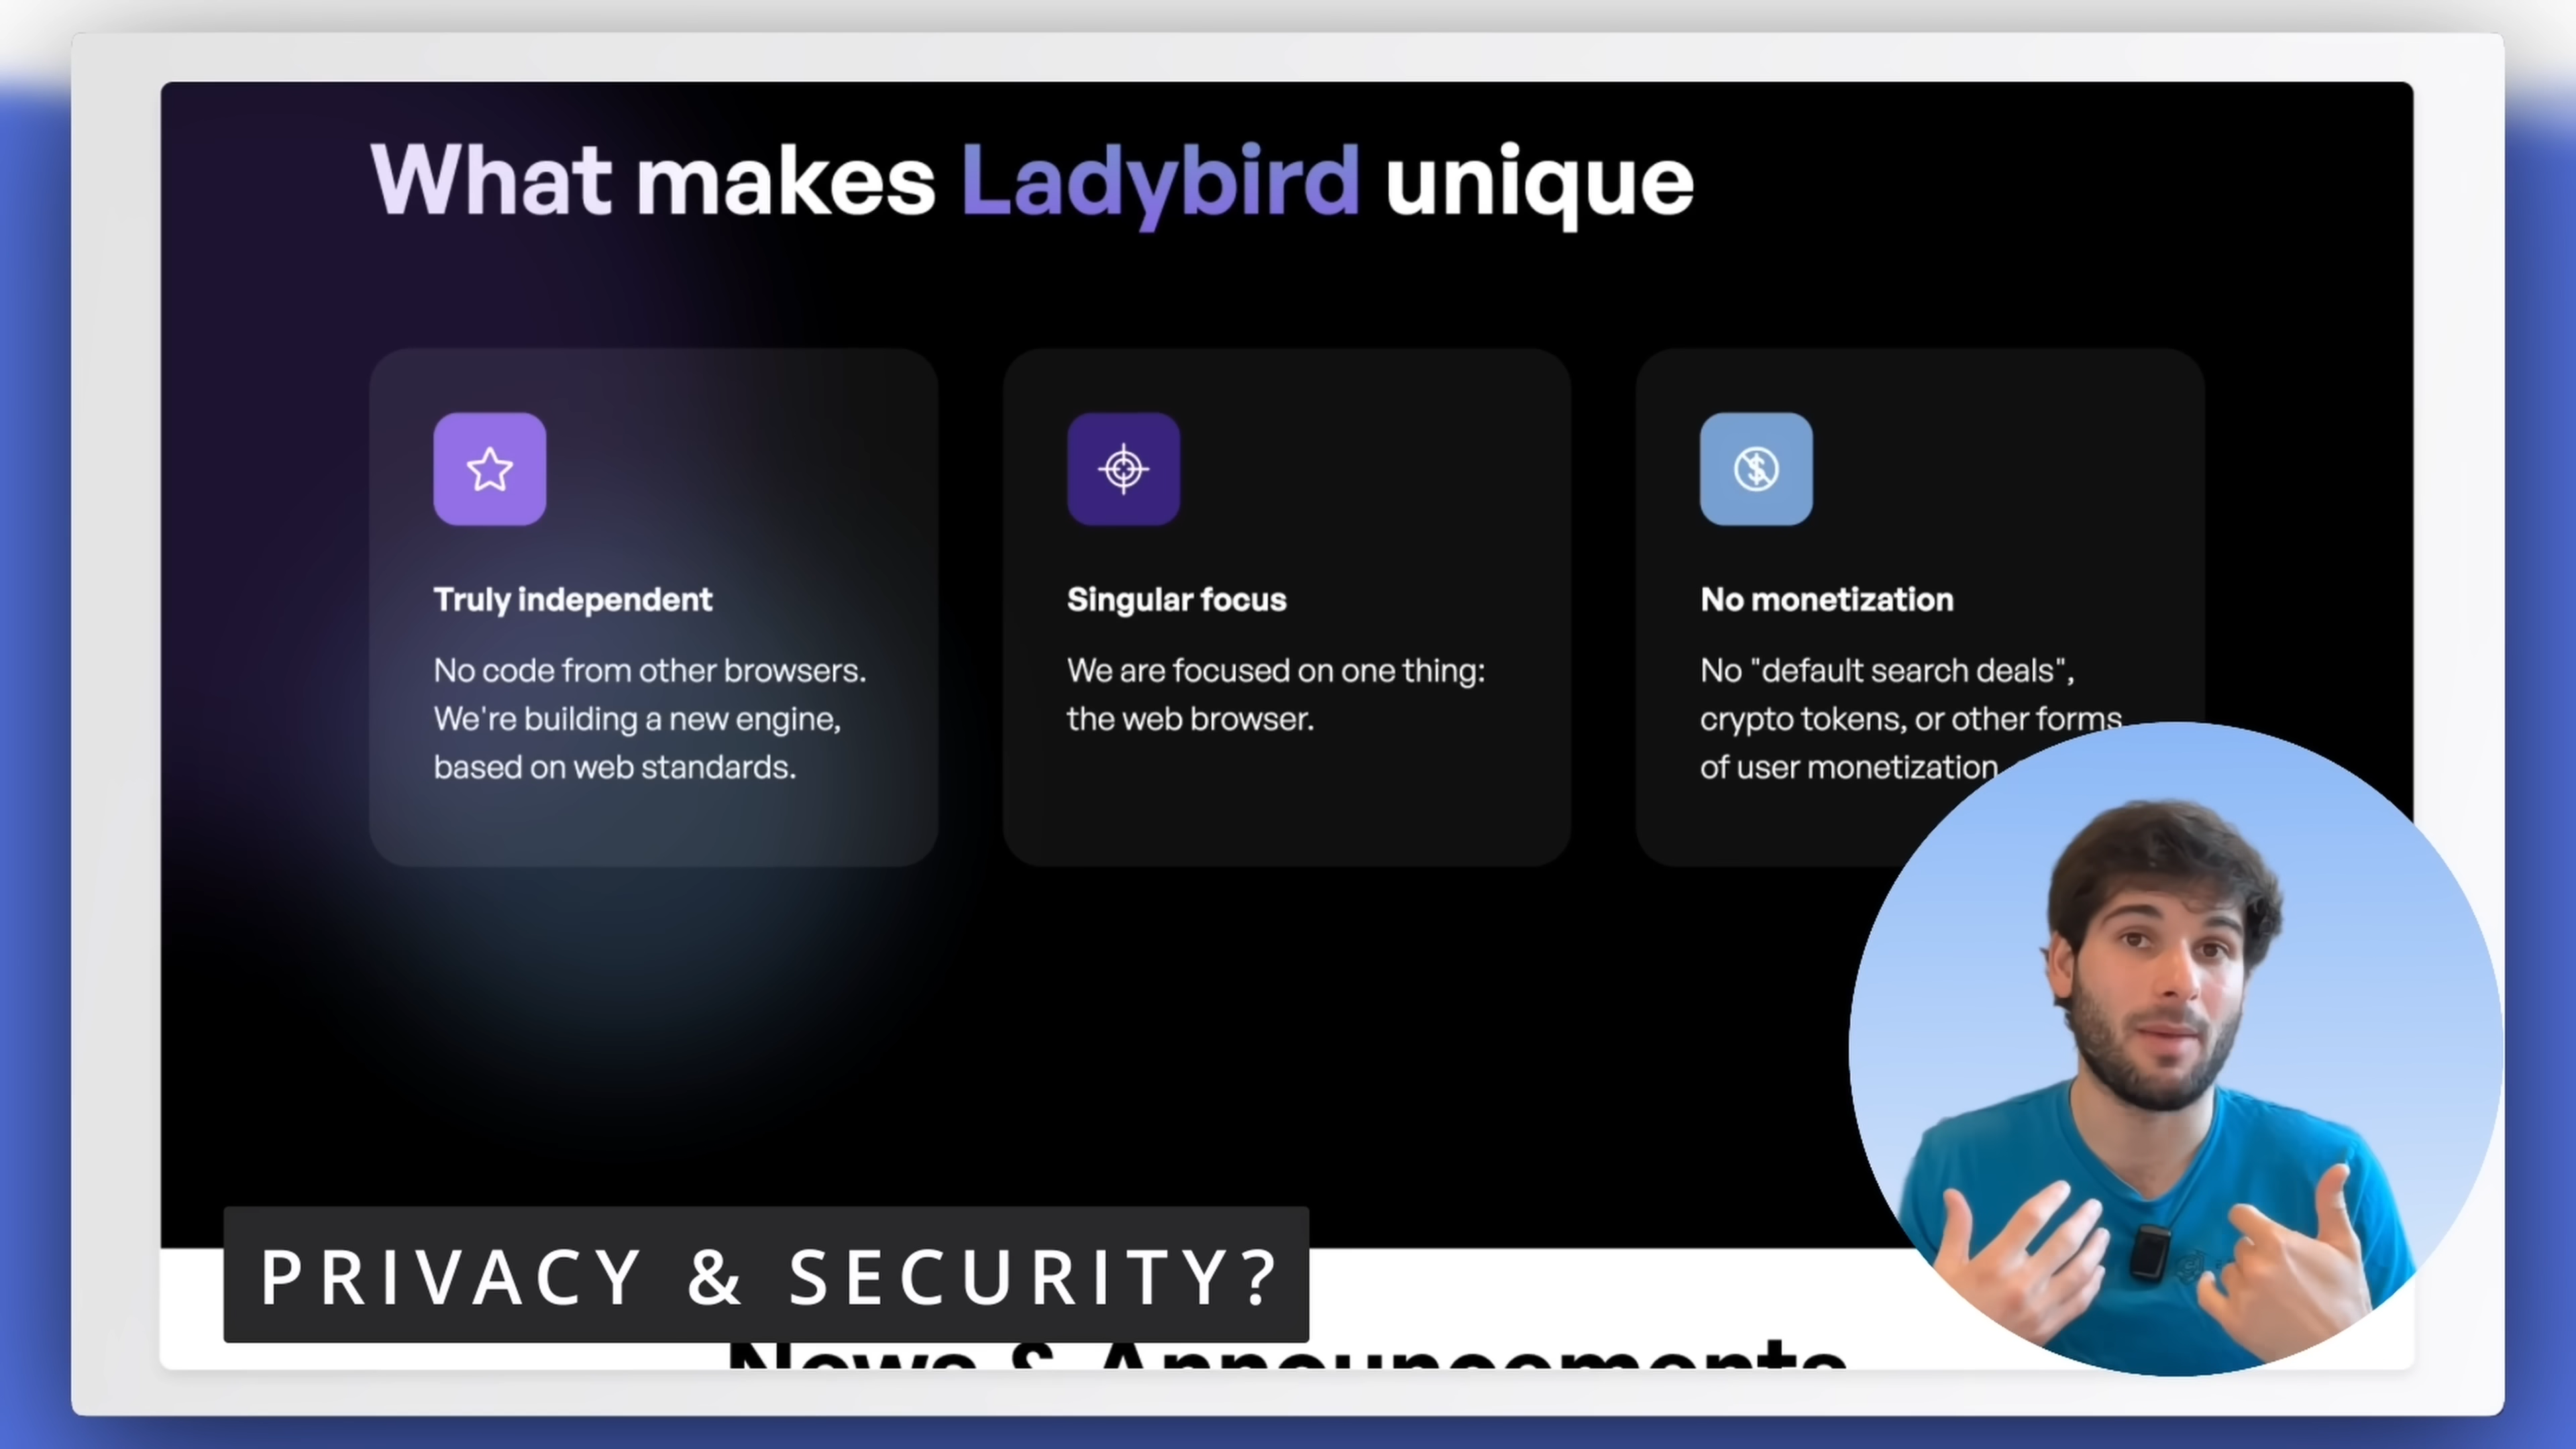 What makes Ladybird unique
Truly independent
No code from other browsers.
We're building a new engine,
based on web standards.
Singular focus
We are focused on one thing:
the web browser.
No monetization
No "default search deals",
crypto tokens, or other forms
of user monetization
PRIVACY & SECURITY?
News & Announcements